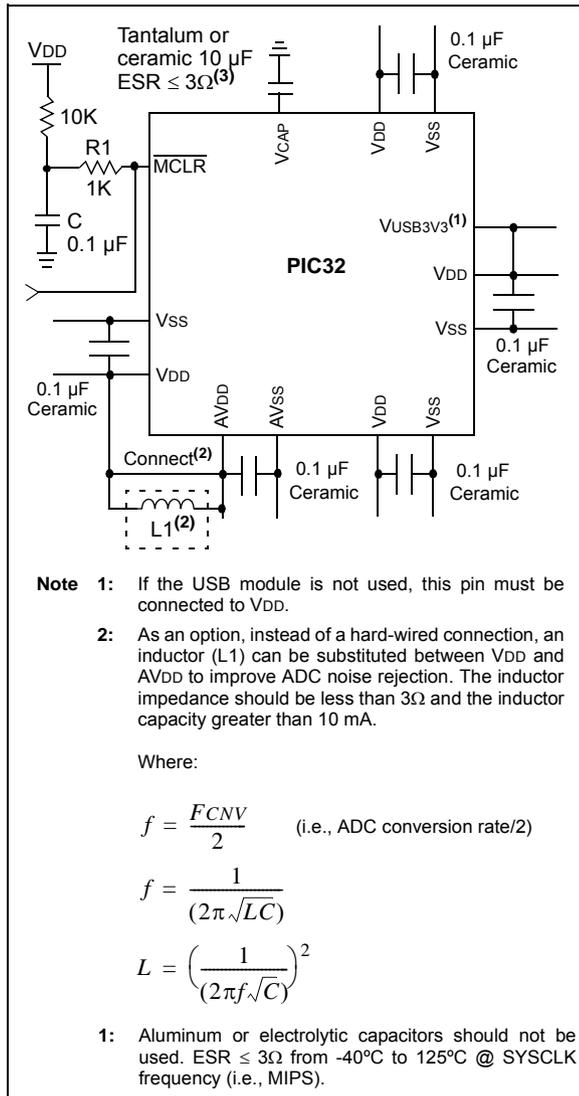 VDD
Tantalum or
ceramic 10 µF
ESR ≤ 3Ω(3)
0.1 µF
Ceramic
10K
R1
1K
C
0.1 µF
MCLR
VCAP
VDD
VSS
VUSB3V3(1)
VDD
VSS
PIC32
0.1 µF
Ceramic
VSS
VDD
0.1 µF
Ceramic
AVDD
AVSS
VDD
VSS
Connect(2)
L1(2)
0.1 µF
Ceramic
0.1 µF
Ceramic
Note 1: If the USB module is not used, this pin must be
connected to VDD.
2: As an option, instead of a hard-wired connection, an
inductor (L1) can be substituted between VDD and
AVDD to improve ADC noise rejection. The inductor
impedance should be less than 3Ω and the inductor
capacity greater than 10 mA.
Where:
f = FCNV/2 (i.e., ADC conversion rate/2)
f = 1/(2π√LC)
L = (1/(2πf√C))²
1: Aluminum or electrolytic capacitors should not be
used. ESR ≤ 3Ω from -40ºC to 125ºC @ SYSCLK
frequency (i.e., MIPS).